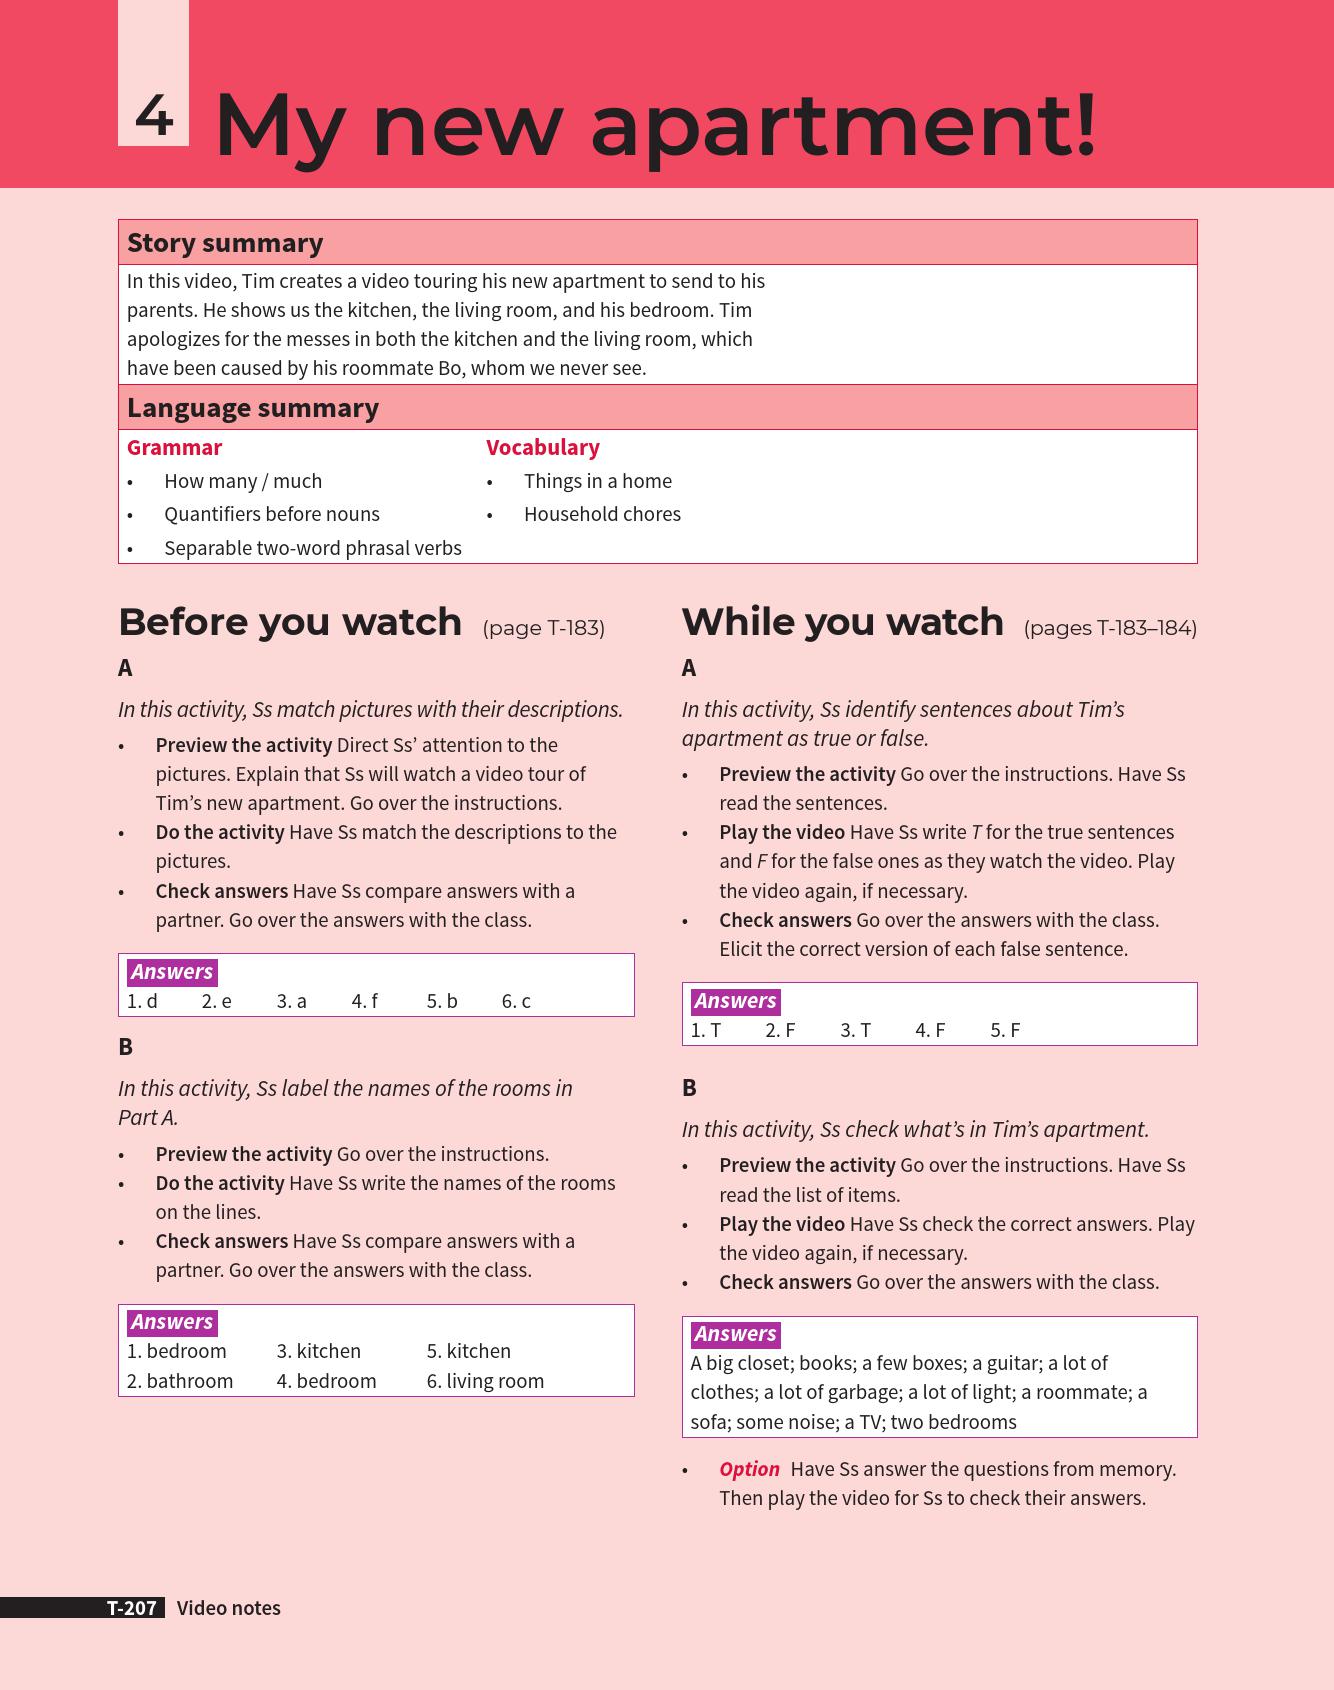 4 My new apartment!
Story summary
In this video, Tim creates a video touring his new apartment to send to his
parents. He shows us the kitchen, the living room, and his bedroom. Tim
apologizes for the messes in both the kitchen and the living room, which
have been caused by his roommate Bo, whom we never see.
Language summary
Grammar
• How many / much
• Quantifiers before nouns
• Separable two-word phrasal verbs
Vocabulary
• Things in a home
• Household chores
Before you watch (page T-183)
A
In this activity, Ss match pictures with their descriptions.
• Preview the activity Direct Ss’ attention to the
pictures. Explain that Ss will watch a video tour of
Tim’s new apartment. Go over the instructions.
• Do the activity Have Ss match the descriptions to the
pictures.
• Check answers Have Ss compare answers with a
partner. Go over the answers with the class.
Answers
1. d 2. e 3. a 4. f 5. b 6. c
B
In this activity, Ss label the names of the rooms in
Part A.
• Preview the activity Go over the instructions.
• Do the activity Have Ss write the names of the rooms
on the lines.
• Check answers Have Ss compare answers with a
partner. Go over the answers with the class.
Answers
1. bedroom 3. kitchen 5. kitchen
2. bathroom 4. bedroom 6. living room
While you watch (pages T-183–184)
A
In this activity, Ss identify sentences about Tim’s
apartment as true or false.
• Preview the activity Go over the instructions. Have Ss
read the sentences.
• Play the video Have Ss write T for the true sentences
and F for the false ones as they watch the video. Play
the video again, if necessary.
• Check answers Go over the answers with the class.
Elicit the correct version of each false sentence.
Answers
1. T 2. F 3. T 4. F 5. F
B
In this activity, Ss check what’s in Tim’s apartment.
• Preview the activity Go over the instructions. Have Ss
read the list of items.
• Play the video Have Ss check the correct answers. Play
the video again, if necessary.
• Check answers Go over the answers with the class.
Answers
A big closet; books; a few boxes; a guitar; a lot of
clothes; a lot of garbage; a lot of light; a roommate; a
sofa; some noise; a TV; two bedrooms
• Option Have Ss answer the questions from memory.
Then play the video for Ss to check their answers.
T-207 Video notes